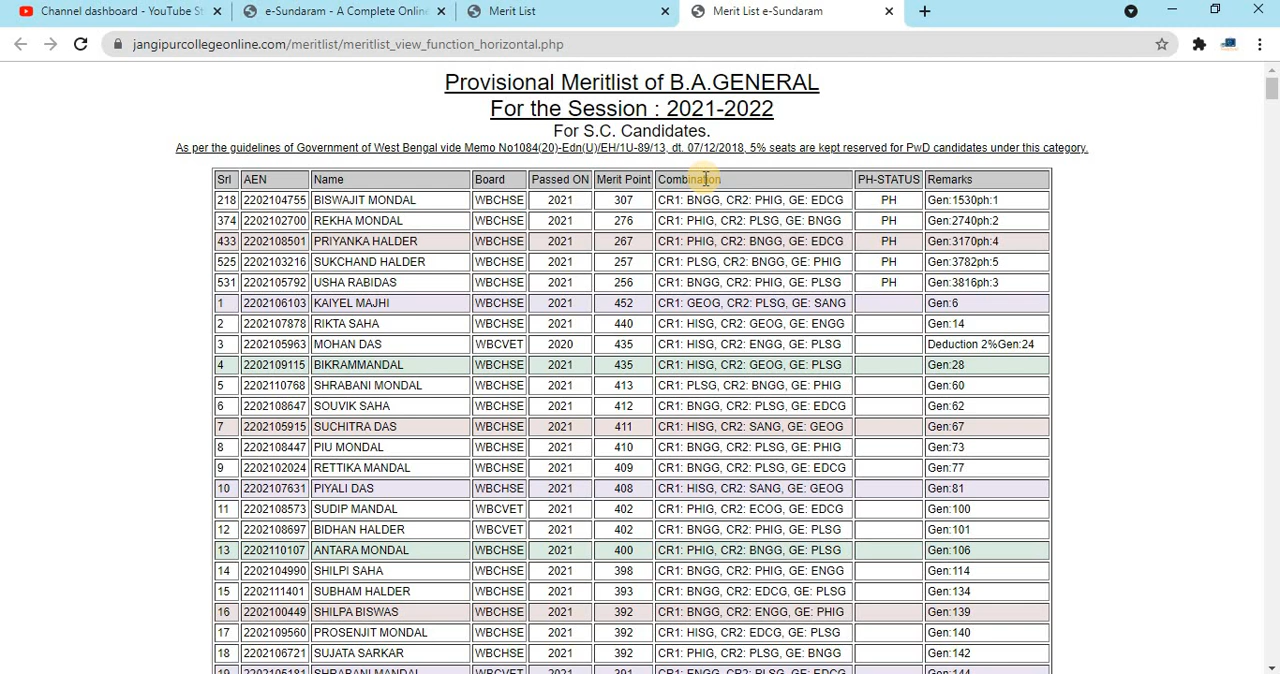 Channel dashboard - YouTube St
e-Sundaram - A Complete Online
Merit List
Merit List e-Sundaram
jangipurcollegeonline.com/meritlist/meritlist_view_function_horizontal.php
Provisional Meritlist of B.A.GENERAL
For the Session : 2021-2022
For S.C. Candidates.
As per the guidelines of Government of West Bengal vide Memo No1084(20)-Edn(U)/EH/1U-89/13, dt. 07/12/2018, 5% seats are kept reserved for PwD candidates under this category.
Srl AEN Name Board Passed ON Merit Point Combination PH-STATUS Remarks
218 2202104755 BISWAJIT MONDAL WBCHSE 2021 307 CR1: BNGG, CR2: PHIG, GE: EDCG PH Gen:1530ph:1
374 2202102700 REKHA MONDAL WBCHSE 2021 276 CR1: PHIG, CR2: PLSG, GE: BNGG PH Gen:2740ph:2
433 2202108501 PRIYANKA HALDER WBCHSE 2021 267 CR1: PHIG, CR2: BNGG, GE: EDCG PH Gen:3170ph:4
525 2202103216 SUKCHAND HALDER WBCHSE 2021 257 CR1: PLSG, CR2: BNGG, GE: PHIG PH Gen:3782ph:5
531 2202105792 USHA RABIDAS WBCHSE 2021 256 CR1: BNGG, CR2: PHIG, GE: PLSG PH Gen:3816ph:3
1 2202106103 KAIYEL MAJHI WBCHSE 2021 452 CR1: GEOG, CR2: PLSG, GE: SANG Gen:6
2 2202107878 RIKTA SAHA WBCHSE 2021 440 CR1: HISG, CR2: GEOG, GE: ENGG Gen:14
3 2202105963 MOHAN DAS WBCVET 2020 435 CR1: HISG, CR2: ENGG, GE: PLSG Deduction 2%Gen:24
4 2202109115 BIKRAMMANDAL WBCHSE 2021 435 CR1: HISG, CR2: GEOG, GE: PLSG Gen:28
5 2202110768 SHRABANI MONDAL WBCHSE 2021 413 CR1: PLSG, CR2: BNGG, GE: PHIG Gen:60
6 2202108647 SOUVIK SAHA WBCHSE 2021 412 CR1: BNGG, CR2: PLSG, GE: EDCG Gen:62
7 2202105915 SUCHITRA DAS WBCHSE 2021 411 CR1: HISG, CR2: SANG, GE: GEOG Gen:67
8 2202108447 PIU MONDAL WBCHSE 2021 410 CR1: BNGG, CR2: PLSG, GE: PHIG Gen:73
9 2202102024 RETTIKA MANDAL WBCHSE 2021 409 CR1: BNGG, CR2: PLSG, GE: EDCG Gen:77
10 2202107631 PIYALI DAS WBCHSE 2021 408 CR1: HISG, CR2: SANG, GE: GEOG Gen:81
11 2202108573 SUDIP MANDAL WBCVET 2021 402 CR1: PHIG, CR2: ECOG, GE: EDCG Gen:100
12 2202108697 BIDHAN HALDER WBCVET 2021 402 CR1: BNGG, CR2: PHIG, GE: PLSG Gen:101
13 2202110107 ANTARA MONDAL WBCHSE 2021 400 CR1: PHIG, CR2: BNGG, GE: PLSG Gen:106
14 2202104990 SHILPI SAHA WBCHSE 2021 398 CR1: BNGG, CR2: PHIG, GE: ENGG Gen:114
15 2202111401 SUBHAM HALDER WBCHSE 2021 393 CR1: BNGG, CR2: EDCG, GE: PLSG Gen:134
16 2202100449 SHILPA BISWAS WBCHSE 2021 392 CR1: BNGG, CR2: ENGG, GE: PHIG Gen:139
17 2202109560 PROSENJIT MONDAL WBCHSE 2021 392 CR1: HISG, CR2: EDCG, GE: PLSG Gen:140
18 2202106721 SUJATA SARKAR WBCHSE 2021 392 CR1: PHIG, CR2: PLSG, GE: BNGG Gen:142
19 2202105181 SHRABANI MANDAL WBCVET 2021 391 CR1: ENGG, CR2: PLSG, GE: EDCG Gen:144